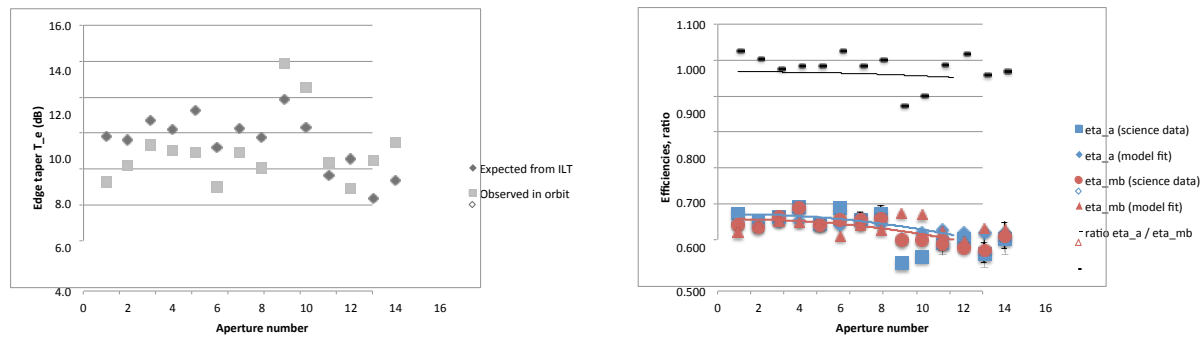 16.0
14.0
12.0
10.0
8.0
6.0
4.0
Edge taper T_e (dB)
0 2 4 6 8 10 12 14 16
Aperture number
Expected from ILT
Observed in orbit
1.100
1.000
0.900
0.800
0.700
0.600
0.500
Efficiencies, ratio
0 2 4 6 8 10 12 14 16
Aperture number
eta_a (science data)
eta_a (model fit)
eta_mb (science data)
eta_mb (model fit)
ratio eta_a / eta_mb